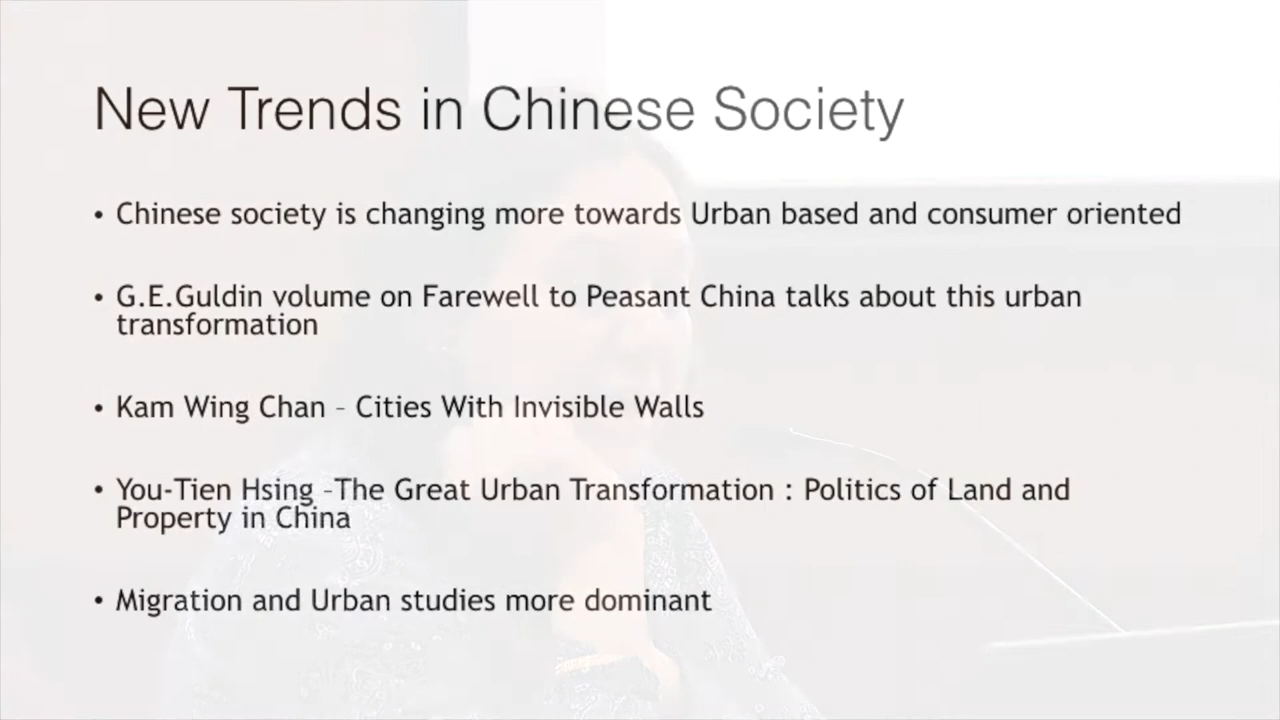 New Trends in Chinese Society
• Chinese society is changing more towards Urban based and consumer oriented
• G.E.Guldin volume on Farewell to Peasant China talks about this urban
transformation
• Kam Wing Chan – Cities With Invisible Walls
• You-Tien Hsing –The Great Urban Transformation : Politics of Land and
Property in China
• Migration and Urban studies more dominant